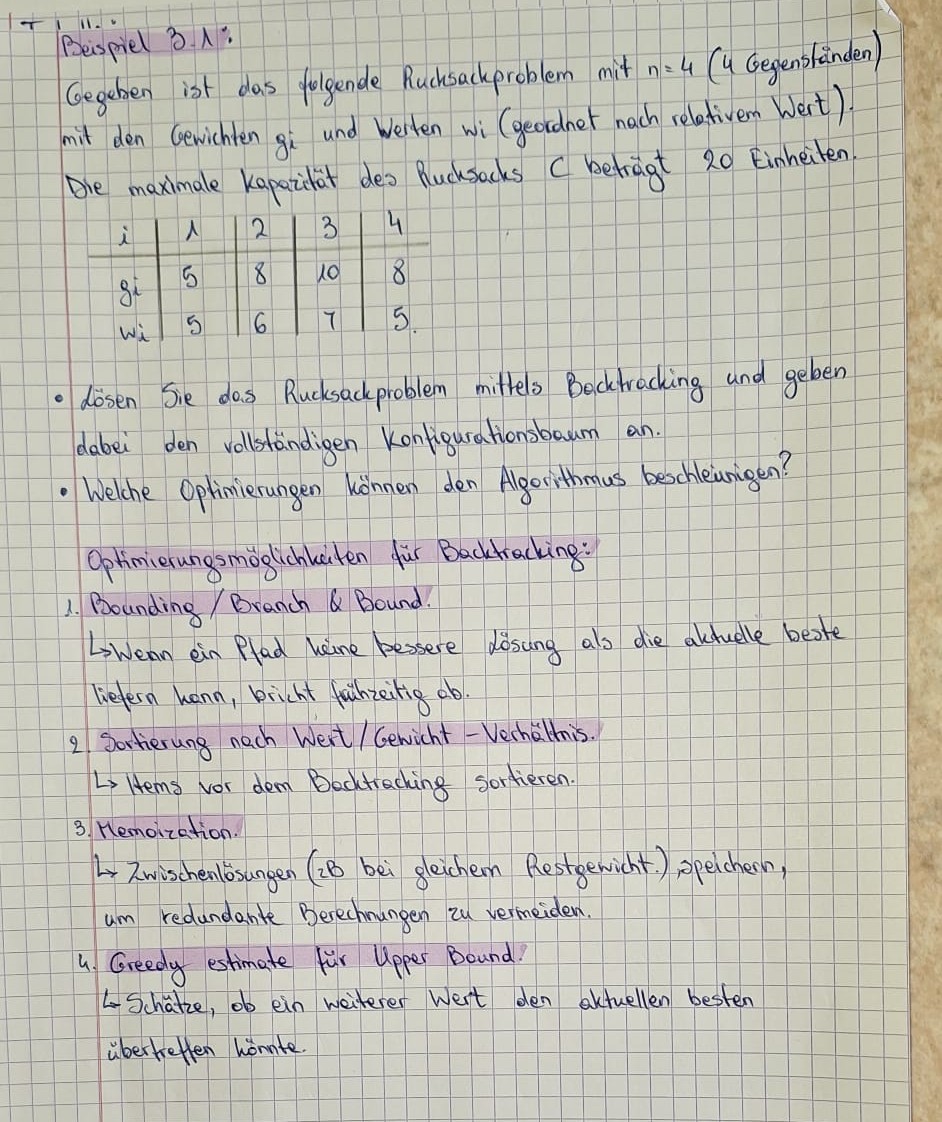 Beispiel 3.1:
Gegeben ist das folgende Rucksackproblem mit n=4 (4 Gegenständen)
mit den Gewichten gi und Werten wi (geordnet nach relativem Wert).
Die maximale Kapazität des Rucksacks C beträgt 20 Einheiten.
i 1 2 3 4
gi 5 8 10 8
wi 5 6 7 5.
• Lösen Sie das Rucksackproblem mittels Backtracking und geben
dabei den vollständigen Konfigurationsbaum an.
• Welche Optimierungen können den Algorithmus beschleunigen?
Optimierungsmöglichkeiten für Backtracking:
1. Bounding / Branch & Bound.
↳ Wenn ein Pfad keine bessere Lösung als die aktuelle beste
liefern kann, bricht frühzeitig ab.
2. Sortierung nach Wert / Gewicht - Verhältnis.
↳ Items vor dem Backtracking sortieren.
3. Memoization.
↳ Zwischenlösungen (zB bei gleichem Restgewicht.) speichern,
um redundante Berechnungen zu vermeiden.
4. Greedy estimate für Upper Bound:
↳ Schätze, ob ein weiterer Wert den aktuellen besten
übertreffen könnte.